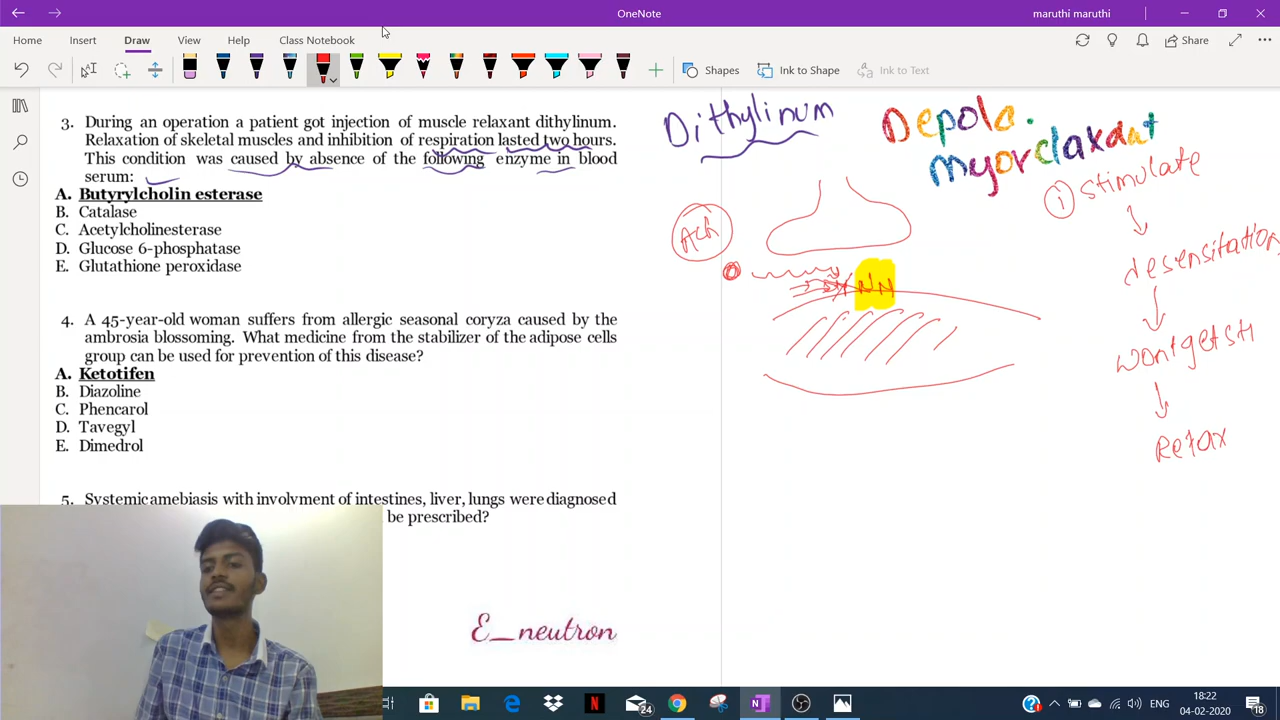 OneNote
maruthi maruthi
Home Insert Draw View Help Class Notebook
Share
Shapes
Ink to Shape
Ink to Text
3. During an operation a patient got injection of muscle relaxant dithylinum.
Relaxation of skeletal muscles and inhibition of respiration lasted two hours.
This condition was caused by absence of the following enzyme in blood
serum:
A. Butyrylcholin esterase
B. Catalase
C. Acetylcholinesterase
D. Glucose 6-phosphatase
E. Glutathione peroxidase
4. A 45-year-old woman suffers from allergic seasonal coryza caused by the
ambrosia blossoming. What medicine from the stabilizer of the adipose cells
group can be used for prevention of this disease?
A. Ketotifen
B. Diazoline
C. Phencarol
D. Tavegyl
E. Dimedrol
5. Systemic amebiasis with involvment of intestines, liver, lungs were diagnosed
be prescribed?
E_neutron
Dithylinum
Depola.
myorelaxant
① stimulate
desensitation
wont get sti
Relax
Ach
NN
24
ENG
18:22
04-02-2020
18